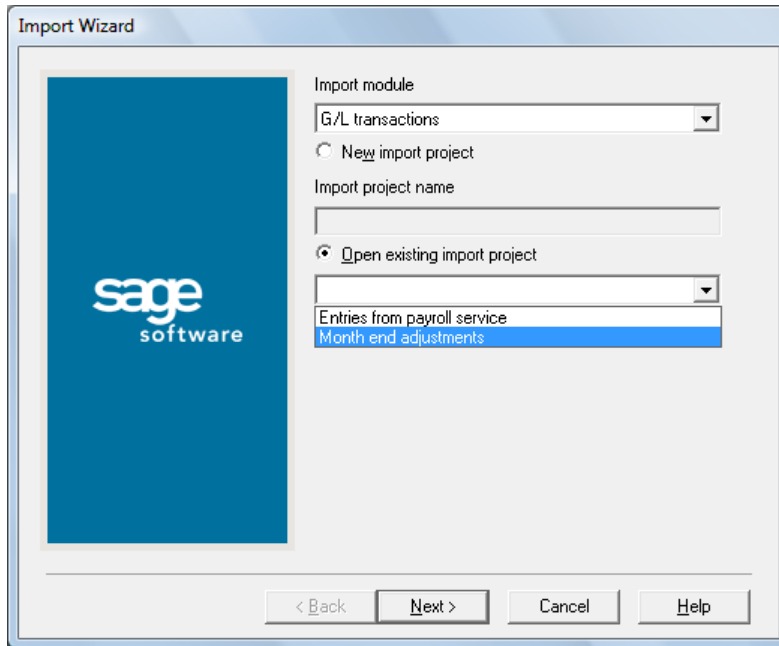 Import Wizard
Import module
G/L transactions
New import project
Import project name
Open existing import project
Entries from payroll service
Month end adjustments
sage
software
< Back
Next >
Cancel
Help